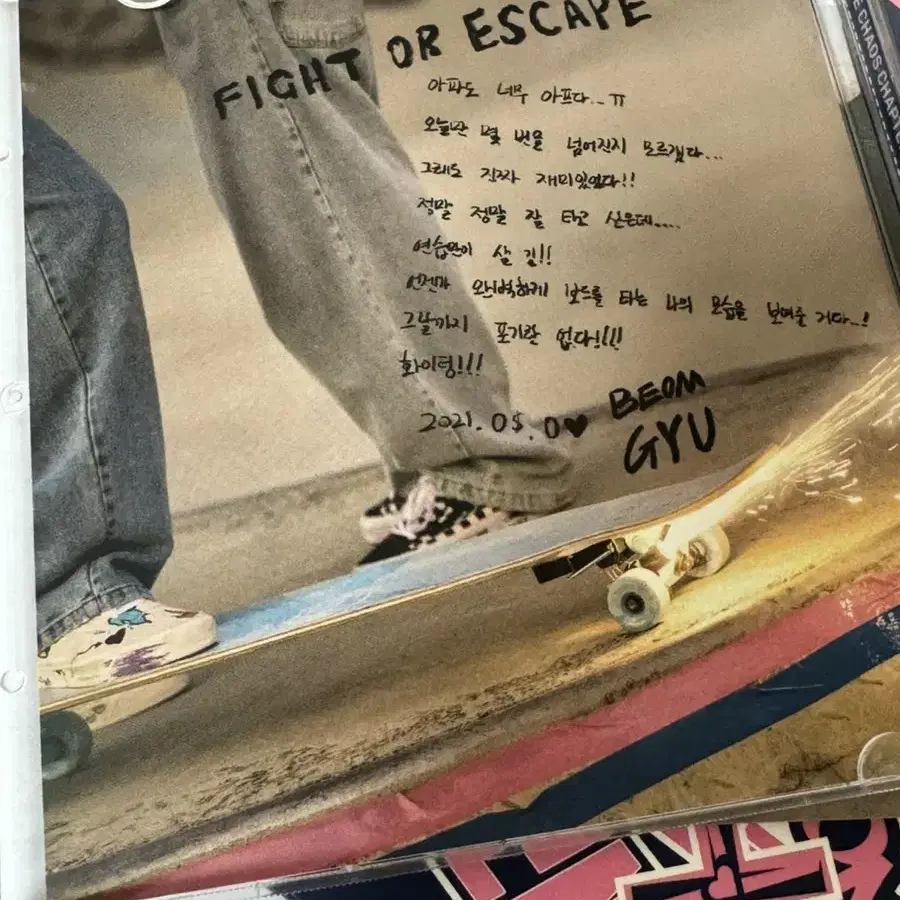 FIGHT OR ESCAPE
E CHAOS CHAPTE
아파도 너무 아프다...ㅠ
오늘만 몇 번을 넘어진지 모르겠다...
그래도 진짜 재미있었다!!
정말 정말 잘 타고 싶은데....
연습만이 살 길!!
언젠가 완벽하게 보드를 타는 나의 모습을 보여줄 거다...!
그날까지 포기란 없다!!!!
화이팅!!!
2021.05.0♥ BEOM
GYU